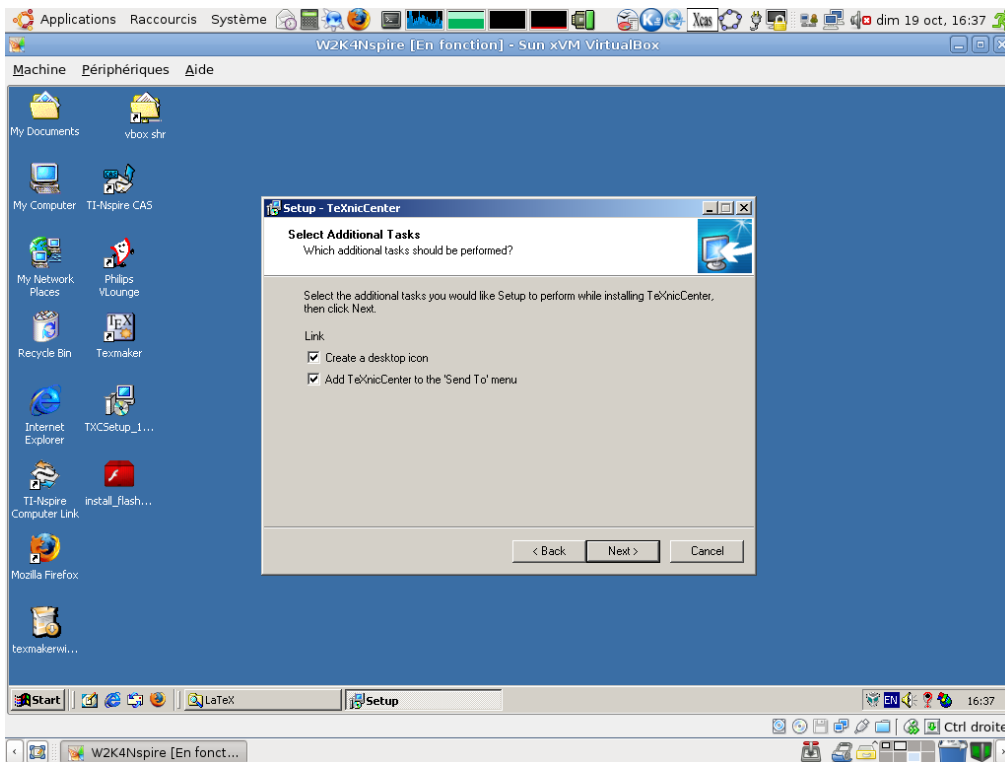 Applications Raccourcis Système Xcas dim 19 oct, 16:37
W2K4Nspire [En fonction] - Sun xVM VirtualBox
Machine Périphériques Aide
My Documents
vbox shr
My Computer
TI-Nspire CAS
My Network
Places
Philips
VLounge
Recycle Bin
TEX
Texmaker
Internet
Explorer
TXCSetup_1...
TI-Nspire
Computer Link
install_flash...
Mozilla Firefox
texmakerwi...
Setup - TeXnicCenter
Select Additional Tasks
Which additional tasks should be performed?
Select the additional tasks you would like Setup to perform while installing TeXnicCenter,
then click Next.
Link
Create a desktop icon
Add TeXnicCenter to the 'Send To' menu
< Back Next > Cancel
Start LaTeX Setup EN 16:37
Ctrl droite
W2K4Nspire [En fonct...